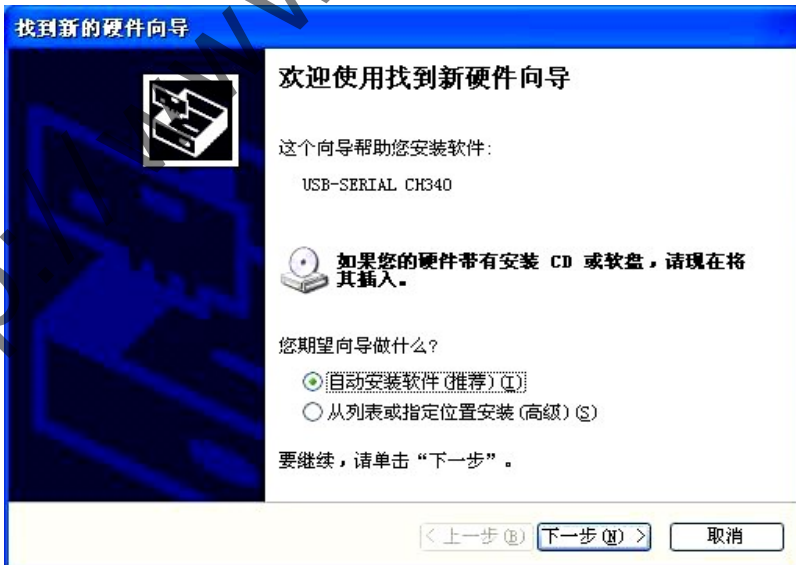 找到新的硬件向导
欢迎使用找到新硬件向导
这个向导帮助您安装软件:
USB-SERIAL CH340
如果您的硬件带有安装 CD 或软盘，请现在将
其插入。
您期望向导做什么?
自动安装软件(推荐)(I)
从列表或指定位置安装(高级)(S)
要继续，请单击“下一步”。
< 上一步(B)
下一步(N) >
取消